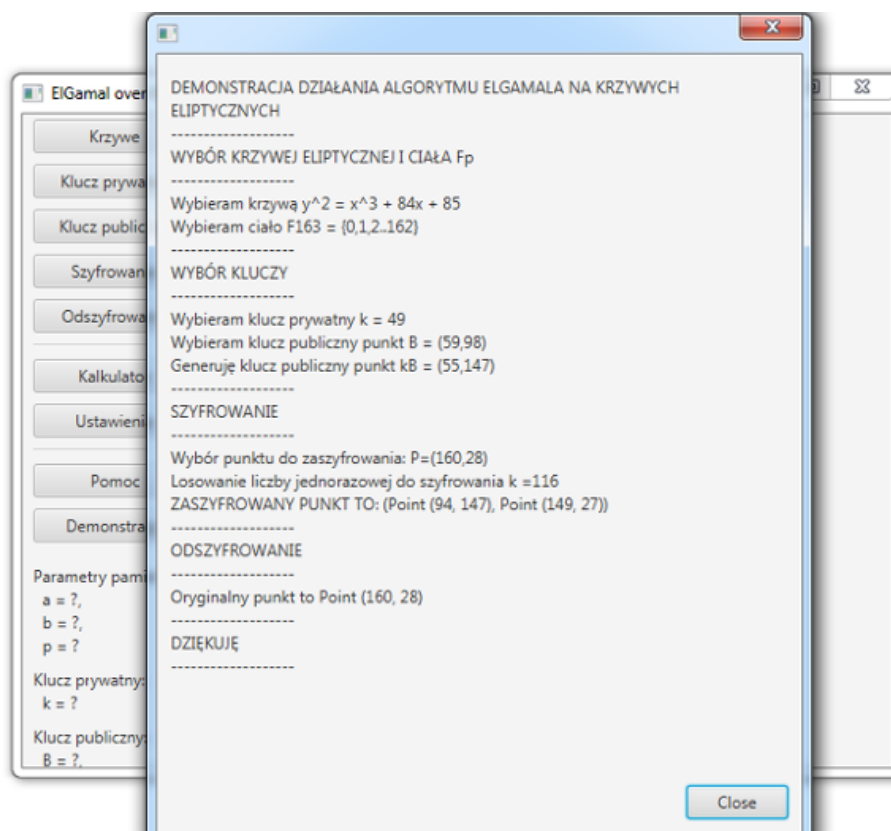 ElGamal over
Krzywe
Klucz prywa
Klucz public
Szyfrowan
Odszyfrowa
Kalkulato
Ustawieni
Pomoc
Demonstra
Parametry pami
a = ?,
b = ?,
p = ?
Klucz prywatny:
k = ?
Klucz publiczny:
B = ?,
DEMONSTRACJA DZIAŁANIA ALGORYTMU ELGAMALA NA KRZYWYCH
ELIPTYCZNYCH
-------------------
WYBÓR KRZYWEJ ELIPTYCZNEJ I CIAŁA Fp
-------------------
Wybieram krzywą y^2 = x^3 + 84x + 85
Wybieram ciało F163 = {0,1,2..162}
-------------------
WYBÓR KLUCZY
-------------------
Wybieram klucz prywatny k = 49
Wybieram klucz publiczny punkt B = (59,98)
Generuję klucz publiczny punkt kB = (55,147)
-------------------
SZYFROWANIE
-------------------
Wybór punktu do zaszyfrowania: P=(160,28)
Losowanie liczby jednorazowej do szyfrowania k =116
ZASZYFROWANY PUNKT TO: (Point (94, 147), Point (149, 27))
-------------------
ODSZYFROWANIE
-------------------
Oryginalny punkt to Point (160, 28)
-------------------
DZIĘKUJĘ
-------------------
Close